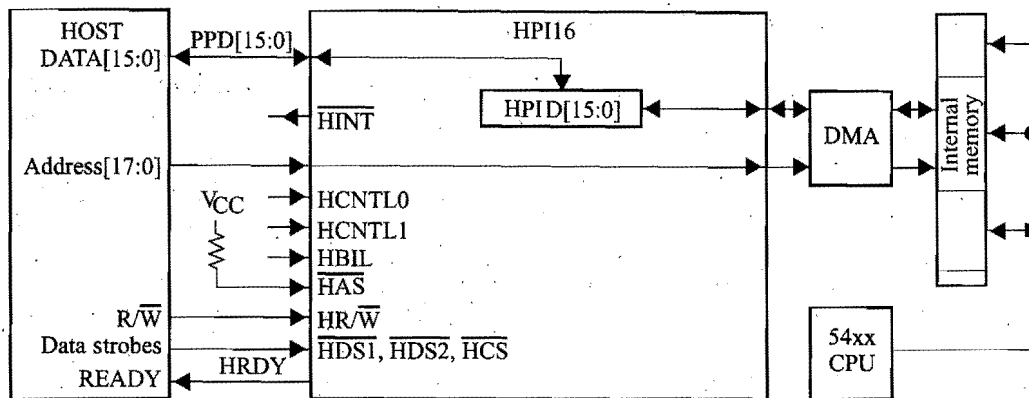 HOST
DATA[15:0]
PPD[15:0]
HPI16
HPID[15:0]
HINT
DMA
Internal
memory
Address[17:0]
VCC
HCNTL0
HCNTL1
HBIL
HAS
R/W
HR/W
Data strobes
HDS1, HDS2, HCS
READY
HRDY
54xx
CPU